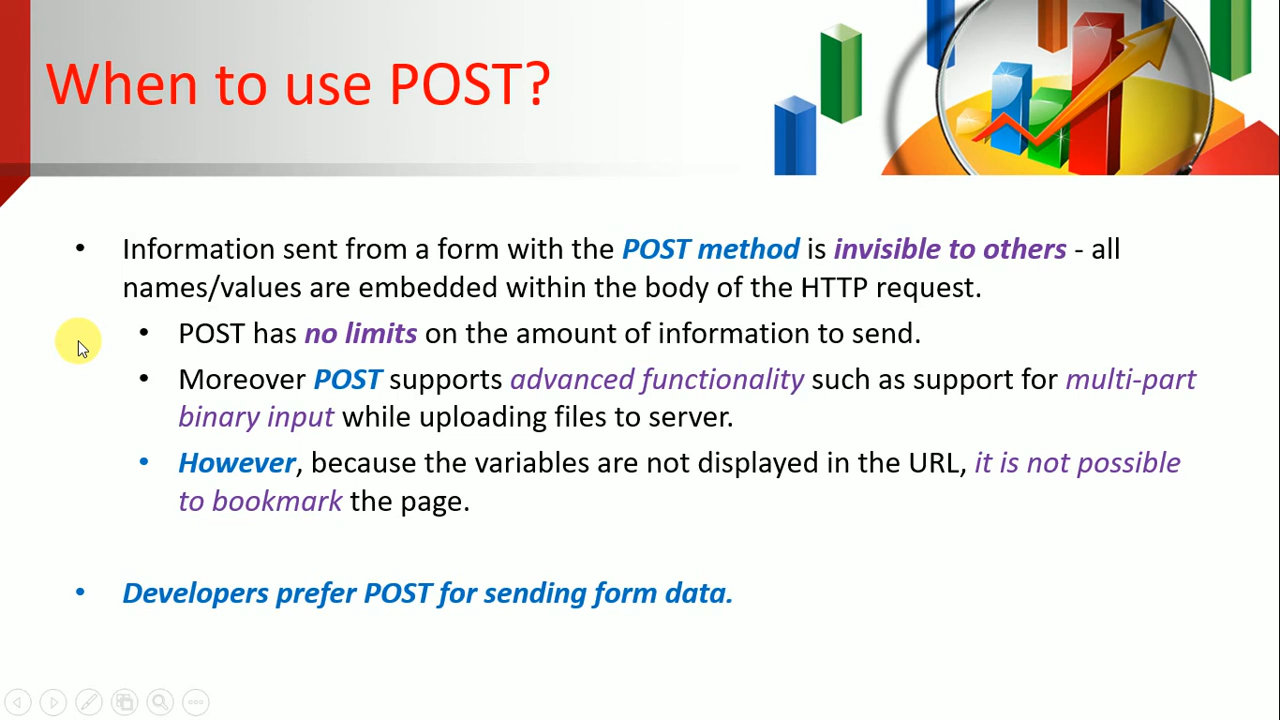 When to use POST?
• Information sent from a form with the POST method is invisible to others - all
names/values are embedded within the body of the HTTP request.
• POST has no limits on the amount of information to send.
• Moreover POST supports advanced functionality such as support for multi-part
binary input while uploading files to server.
• However, because the variables are not displayed in the URL, it is not possible
to bookmark the page.
• Developers prefer POST for sending form data.